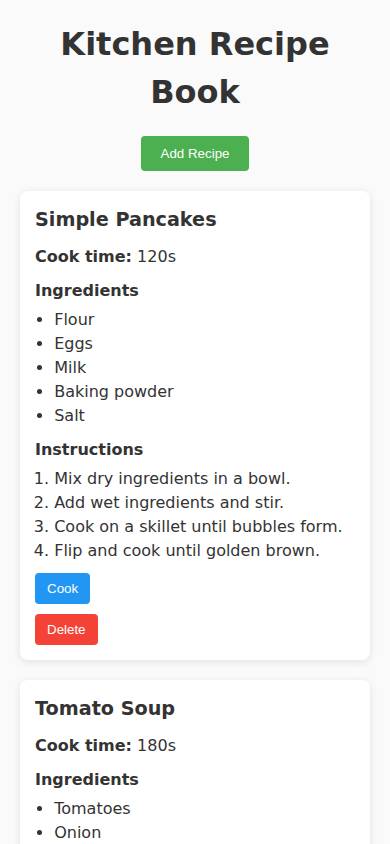 Kitchen Recipe
Book
Add Recipe
Simple Pancakes
Cook time: 120s
Ingredients
• Flour
• Eggs
• Milk
• Baking powder
• Salt
Instructions
1. Mix dry ingredients in a bowl.
2. Add wet ingredients and stir.
3. Cook on a skillet until bubbles form.
4. Flip and cook until golden brown.
Cook
Delete
Tomato Soup
Cook time: 180s
Ingredients
• Tomatoes
• Onion